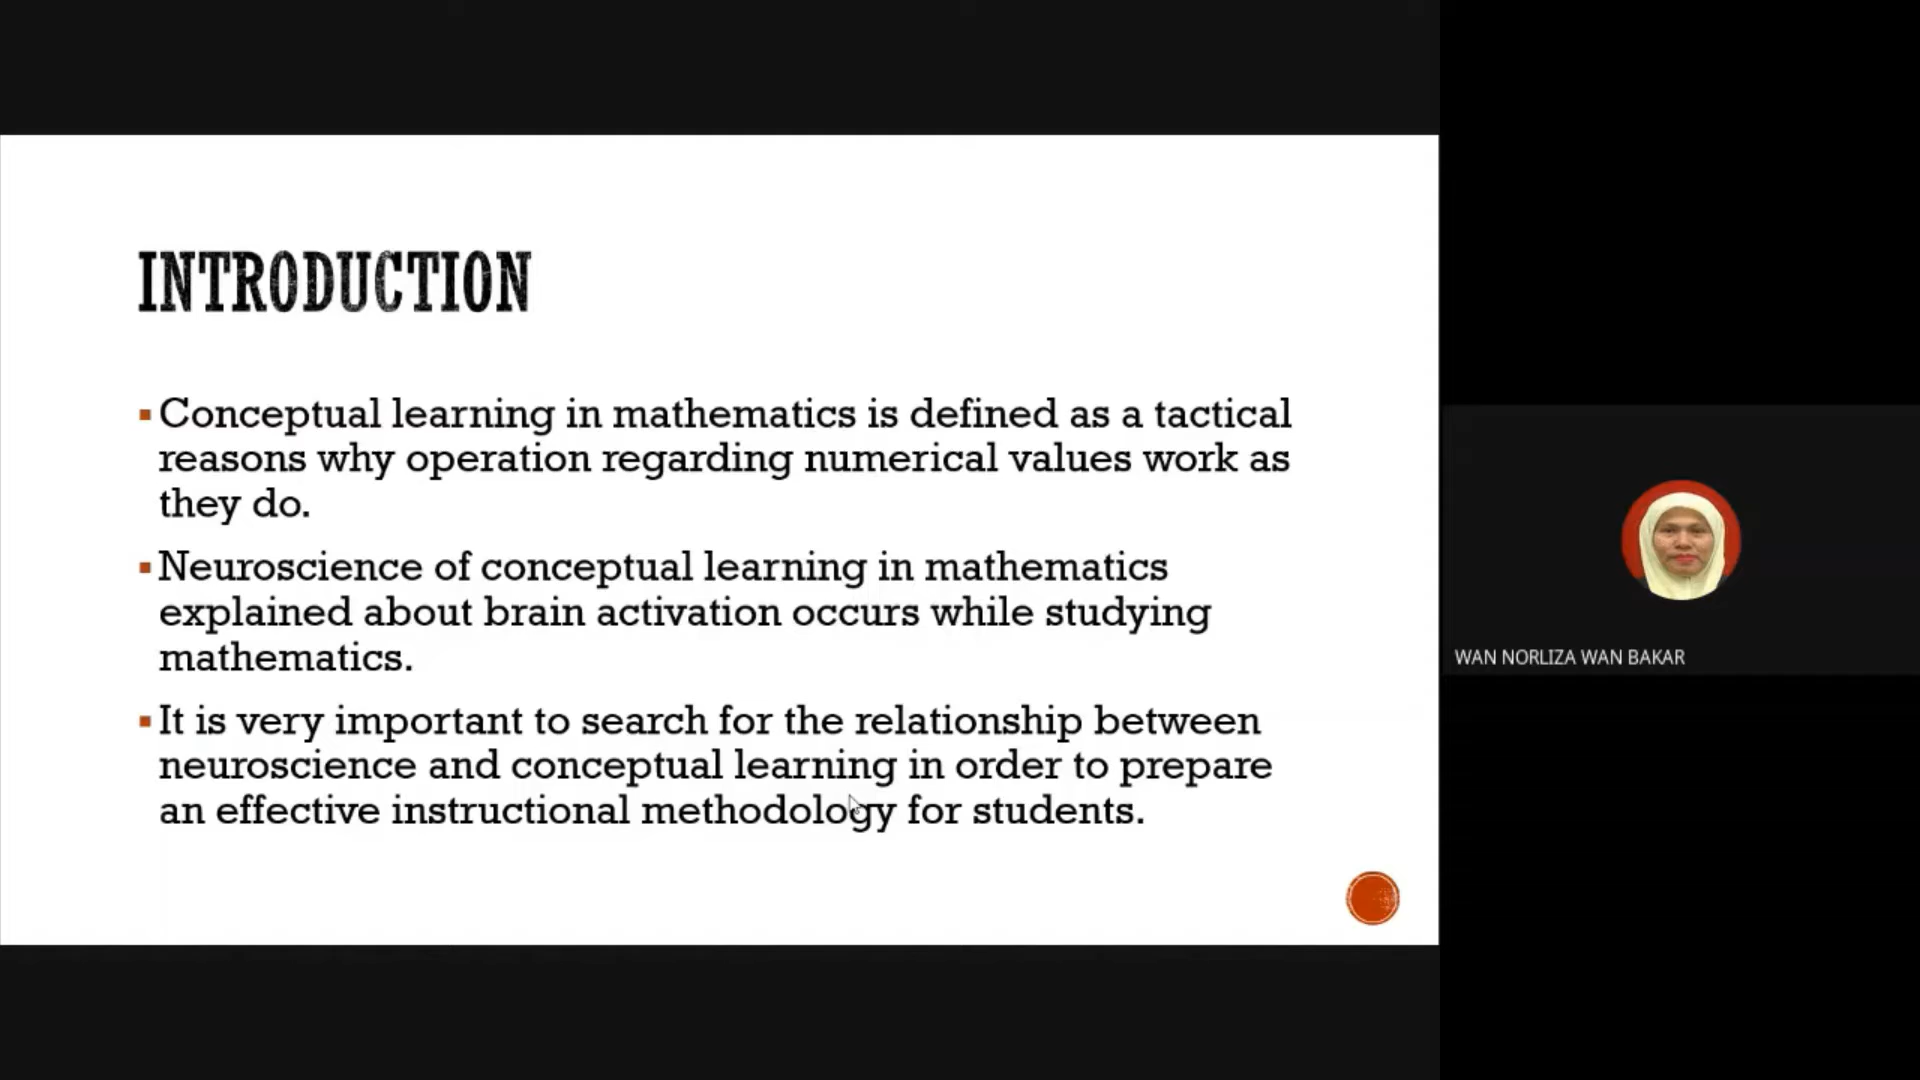 INTRODUCTION
▪Conceptual learning in mathematics is defined as a tactical
reasons why operation regarding numerical values work as
they do.
▪Neuroscience of conceptual learning in mathematics
explained about brain activation occurs while studying
mathematics.
▪It is very important to search for the relationship between
neuroscience and conceptual learning in order to prepare
an effective instructional methodology for students.
WAN NORLIZA WAN BAKAR